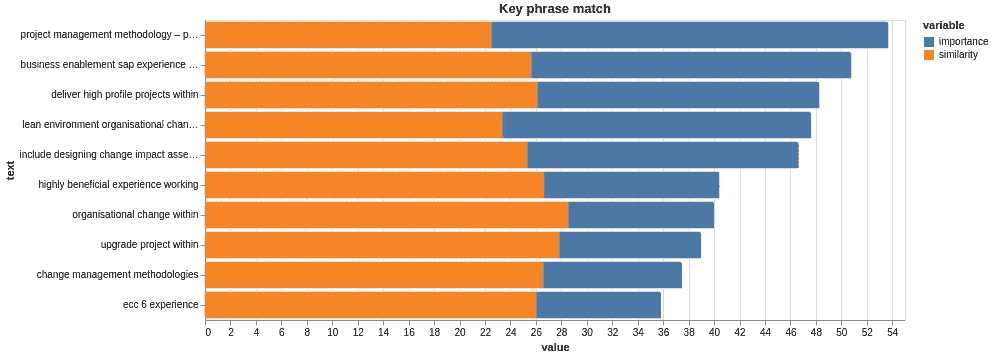 Key phrase match
variable
importance
similarity
project management methodology – p…
business enablement sap experience …
deliver high profile projects within
lean environment organisational chan…
include designing change impact asse…
highly beneficial experience working
organisational change within
upgrade project within
change management methodologies
ecc 6 experience
text
0 2 4 6 8 10 12 14 16 18 20 22 24 26 28 30 32 34 36 38 40 42 44 46 48 50 52 54
value